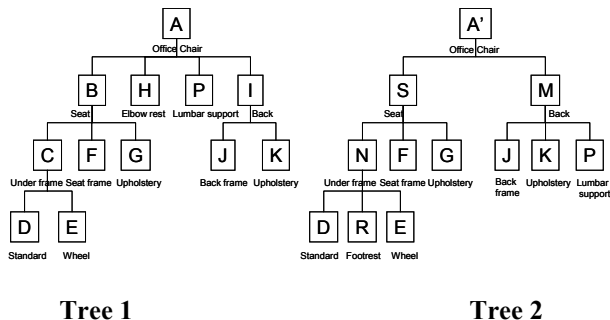 A A'
Office Chair Office Chair
B H P I S M
Seat Elbow rest Lumbar support Back Seat Back
C F G J K N F G J K P
Under frame Seat frame Upholstery Back frame Upholstery Under frame Seat frame Upholstery Back frame Upholstery Lumbar support
D E D R E
Standard Wheel Standard Footrest Wheel
Tree 1 Tree 2